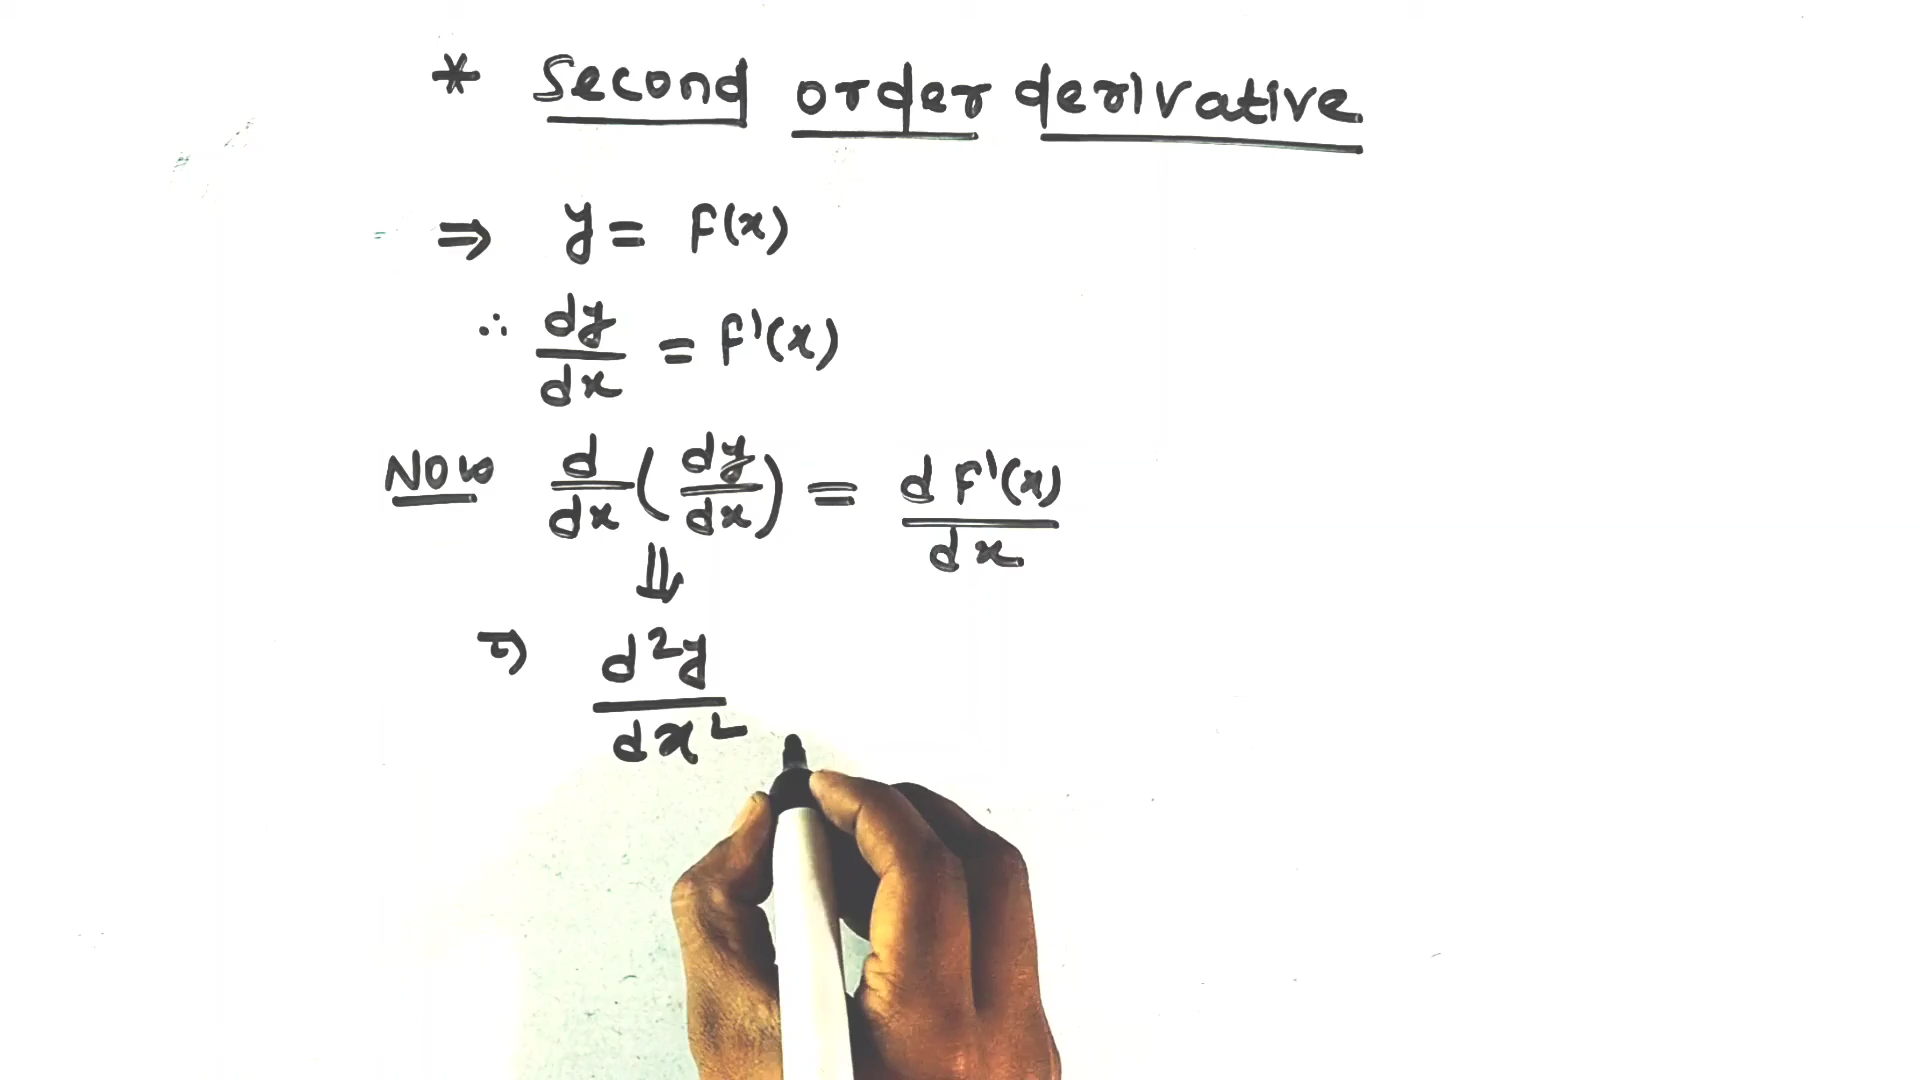 * Second order derivative
⇒ y = F(x)
∴ dy/dx = F'(x)
Now d/dx (dy/dx) = d F'(x)/dx
⇓
⇒ d²y/dx²